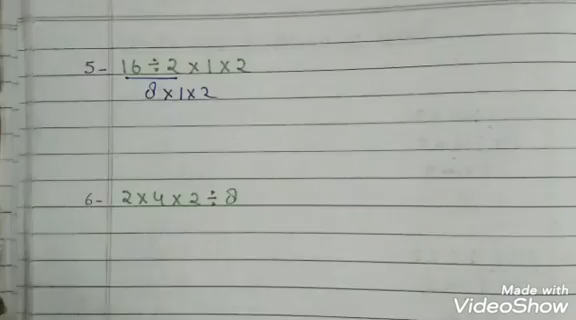 5- 16 ÷ 2 × 1 × 2
8 × 1 × 2
6- 2 × 4 × 2 ÷ 8
Made with
VideoShow